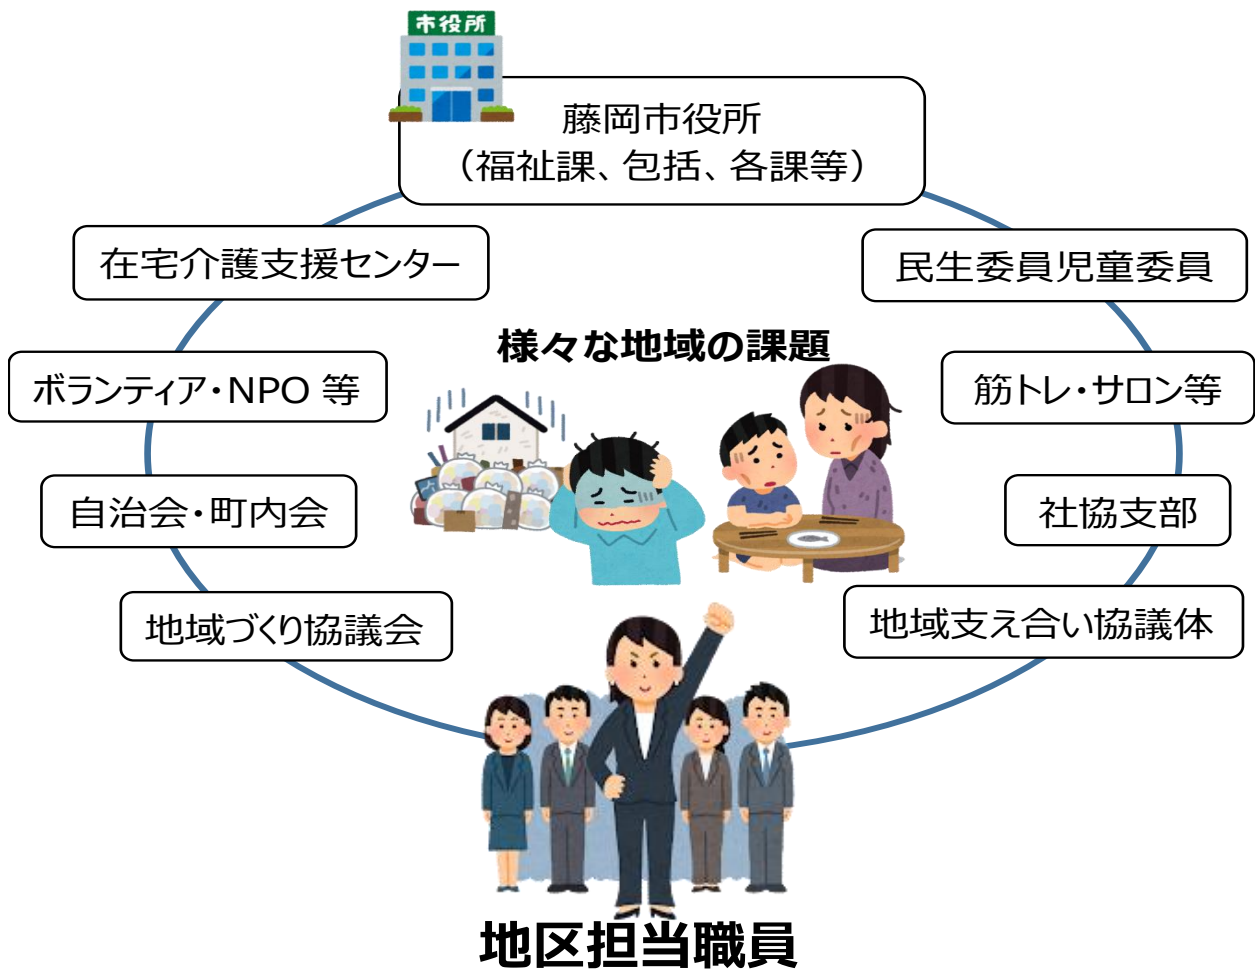 市役所
藤岡市役所
（福祉課、包括、各課等）
在宅介護支援センター
民生委員児童委員
様々な地域の課題
ボランティア・NPO 等
筋トレ・サロン等
自治会・町内会
社協支部
地域づくり協議会
地域支え合い協議体
地区担当職員